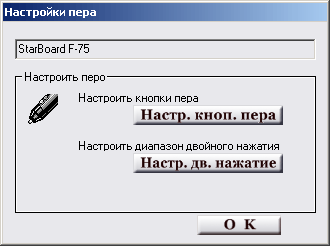 Настройки пера
StarBoard F-75
Настроить перо
Настроить кнопки пера
Настр. кноп. пера
Настроить диапазон двойного нажатия
Настр. дв. нажатие
O K